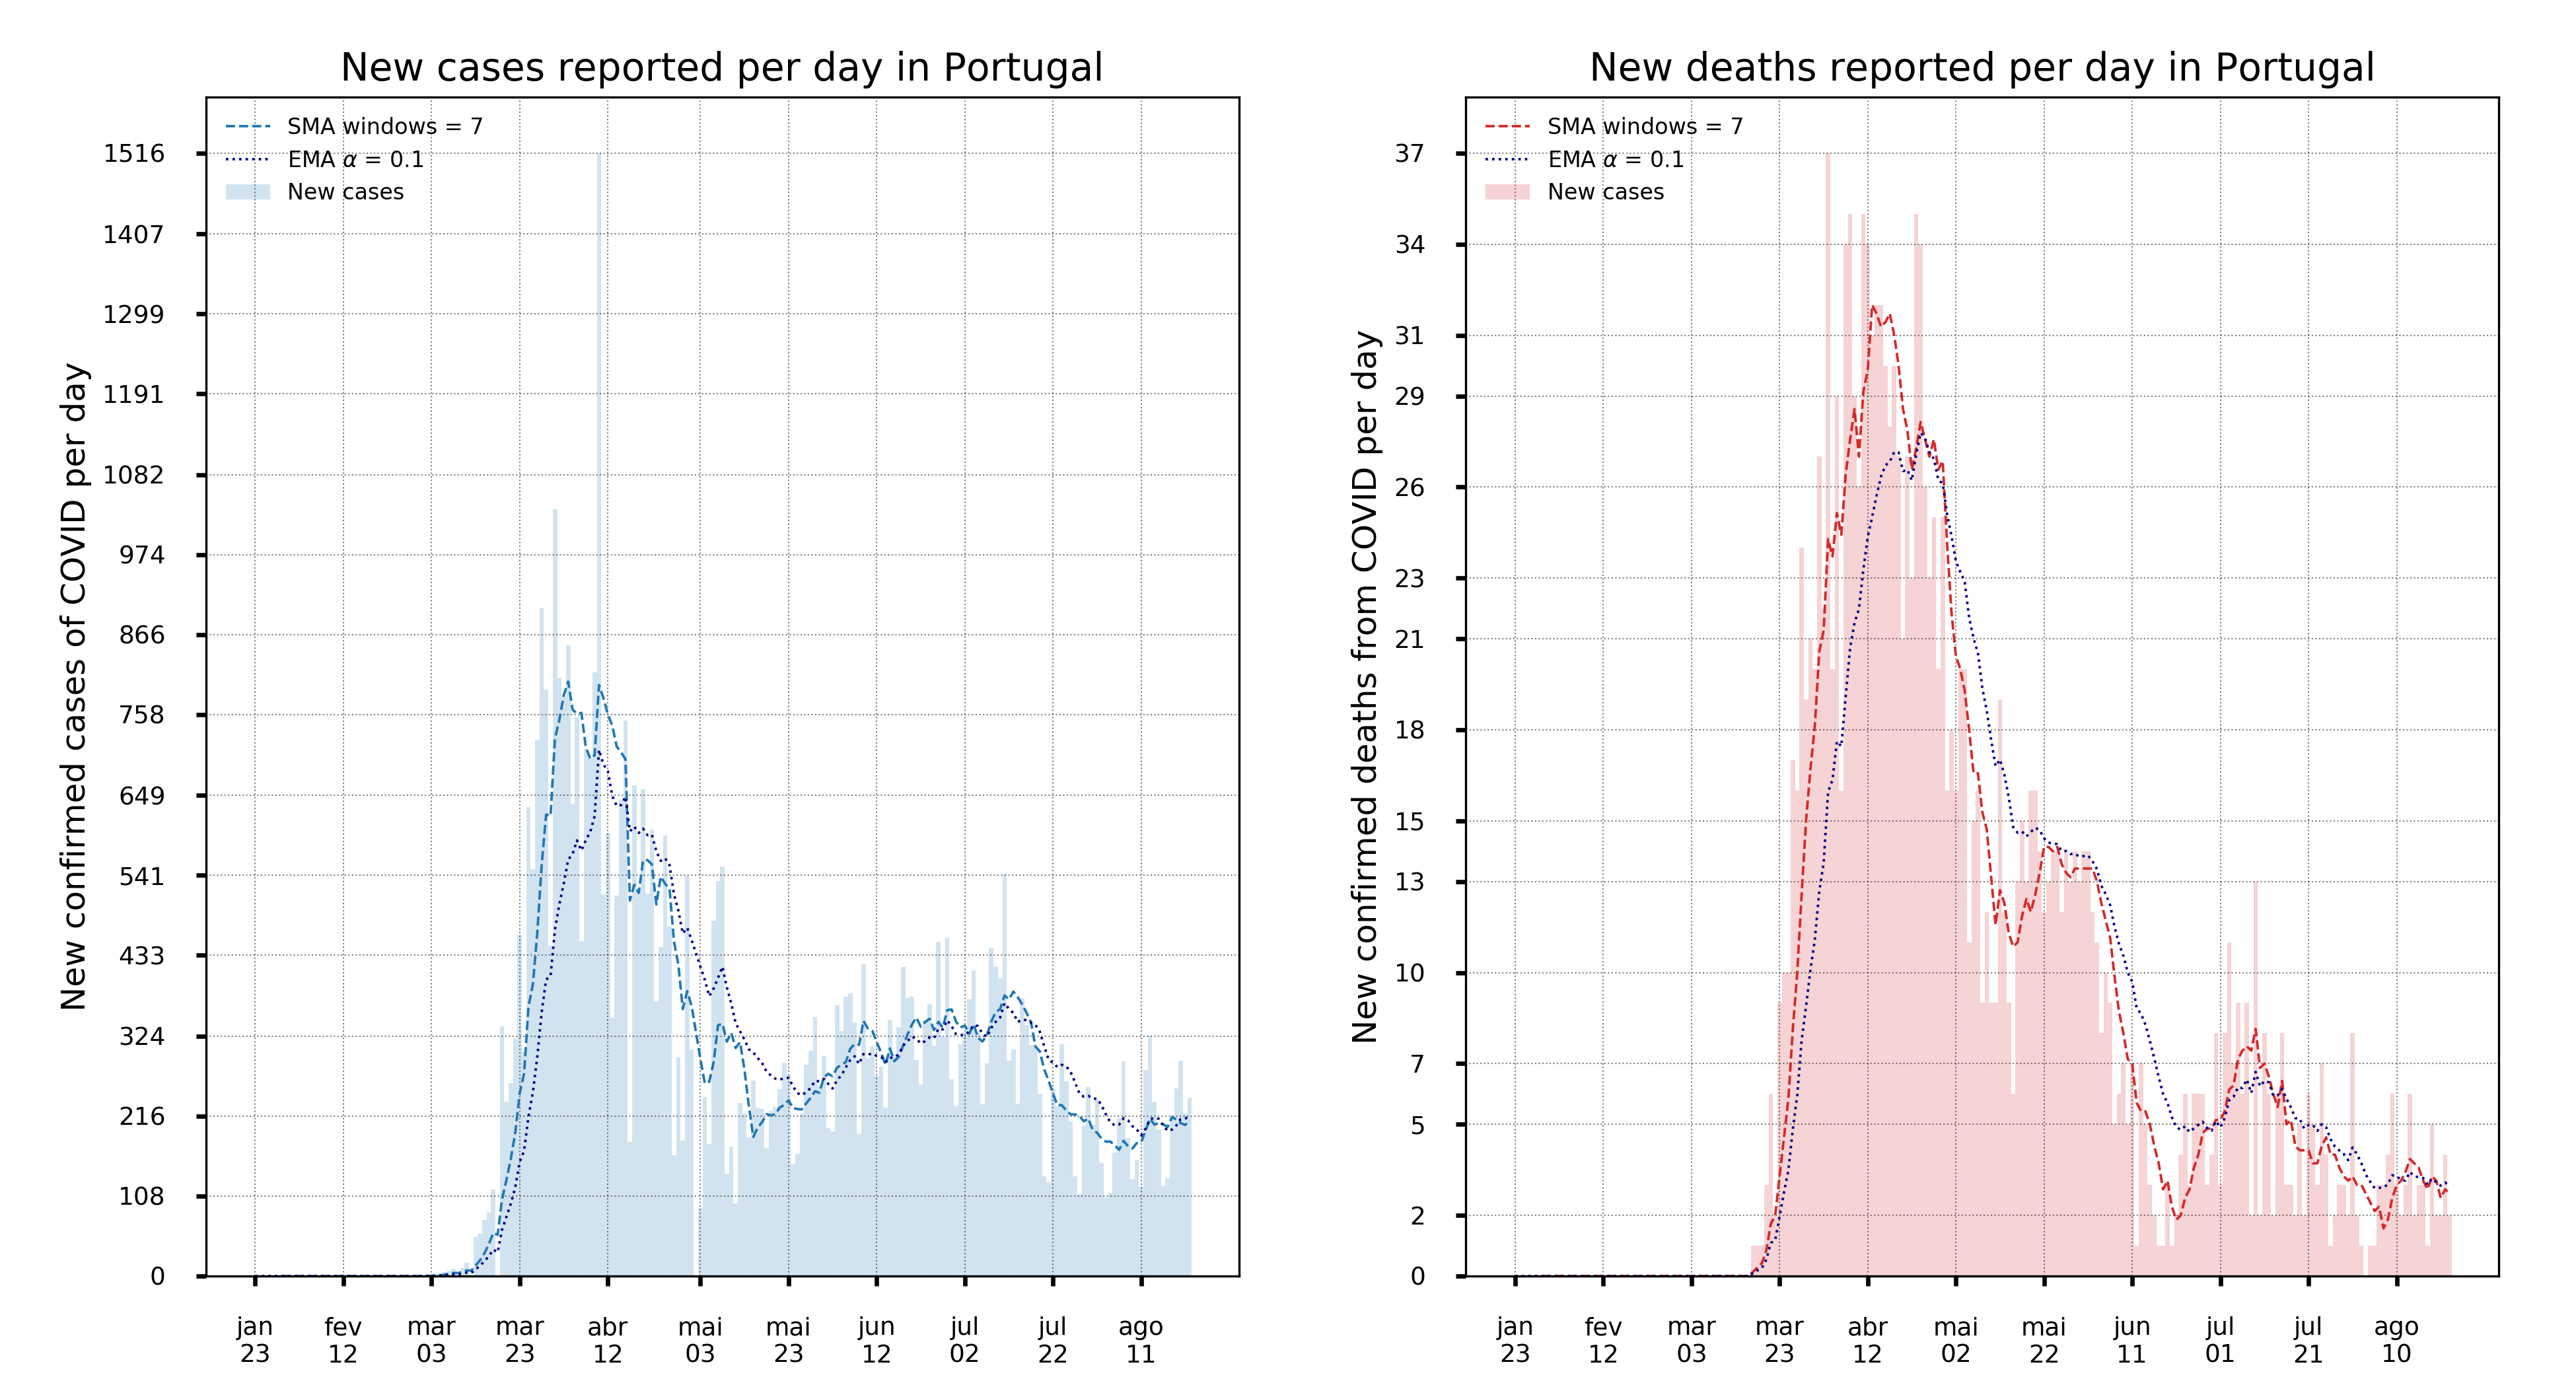 New cases reported per day in Portugal
SMA windows = 7
EMA α = 0.1
New cases
New confirmed cases of COVID per day
1516
1407
1299
1191
1082
974
866
758
649
541
433
324
216
108
0
jan 23
fev 12
mar 03
mar 23
abr 12
mai 03
mai 23
jun 12
jul 02
jul 22
ago 11
New deaths reported per day in Portugal
SMA windows = 7
EMA α = 0.1
New cases
New confirmed deaths from COVID per day
37
34
31
29
26
23
21
18
15
13
10
7
5
2
0
jan 23
fev 12
mar 03
mar 23
abr 12
mai 02
mai 22
jun 11
jul 01
jul 21
ago 10